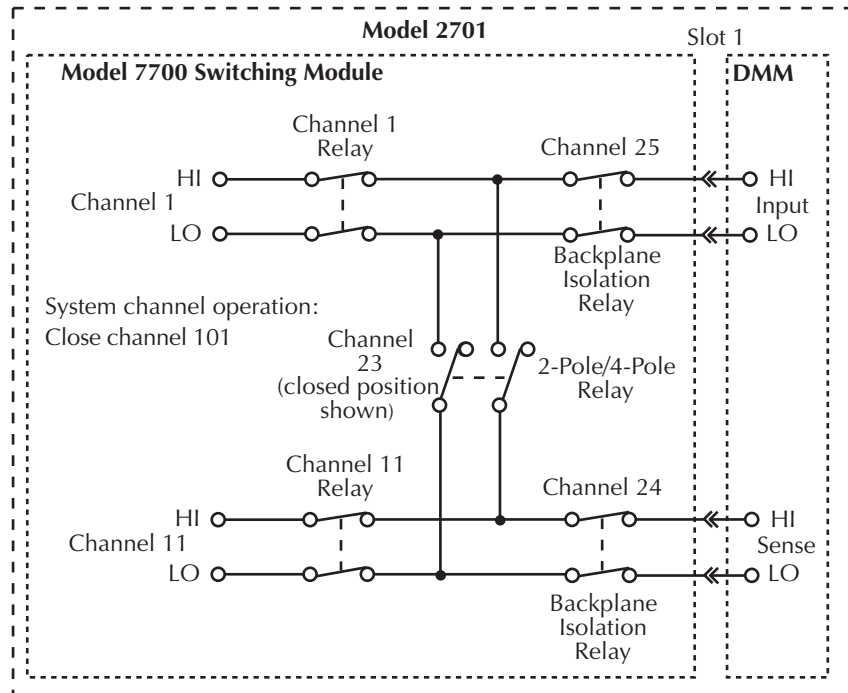 Model 2701
Slot 1
Model 7700 Switching Module
DMM
Channel 1
Relay
Channel 25
HI
Channel 1
LO
HI
Input
LO
Backplane
Isolation
Relay
System channel operation:
Close channel 101
Channel
23
(closed position
shown)
2-Pole/4-Pole
Relay
Channel 11
Relay
Channel 24
HI
Channel 11
LO
HI
Sense
LO
Backplane
Isolation
Relay